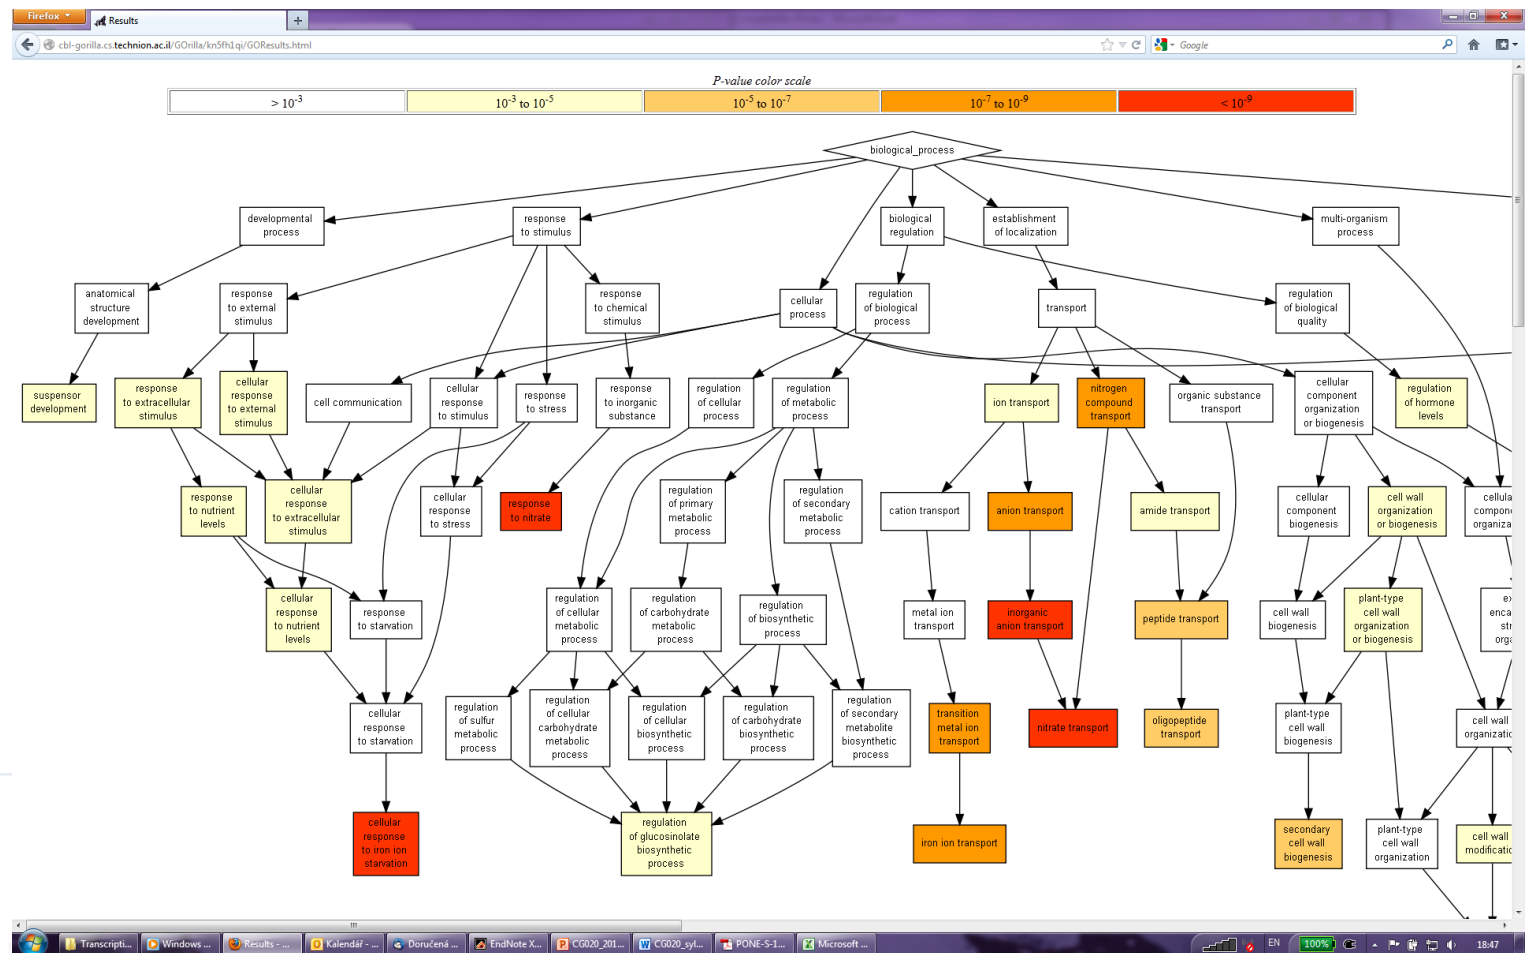 Firefox
Results
+
cbl-gorilla.cs.technion.ac.il/GOrilla/kn5fh1qi/GOResults.html
Google
P-value color scale
> 10-3
10-3 to 10-5
10-5 to 10-7
10-7 to 10-9
< 10-9
biological_process
developmental
process
response
to stimulus
biological
regulation
establishment
of localization
multi-organism
process
anatomical
structure
development
response
to external
stimulus
response
to chemical
stimulus
cellular
process
regulation
of biological
process
transport
regulation
of biological
quality
suspensor
development
response
to extracellular
stimulus
cellular
response
to external
stimulus
cell communication
cellular
response
to stimulus
response
to stress
response
to inorganic
substance
regulation
of cellular
process
regulation
of metabolic
process
ion transport
nitrogen
compound
transport
organic substance
transport
cellular
component
organization
or biogenesis
regulation
of hormone
levels
response
to nutrient
levels
cellular
response
to extracellular
stimulus
cellular
response
to stress
response
to nitrate
regulation
of primary
metabolic
process
regulation
of secondary
metabolic
process
cation transport
anion transport
amide transport
cellular
component
biogenesis
cell wall
organization
or biogenesis
cellula
compon
organiza
cellular
response
to nutrient
levels
response
to starvation
regulation
of cellular
metabolic
process
regulation
of carbohydrate
metabolic
process
regulation
of biosynthetic
process
metal ion
transport
inorganic
anion transport
peptide transport
cell wall
biogenesis
plant-type
cell wall
organization
or biogenesis
ex
enca
str
orga
cellular
response
to starvation
regulation
of sulfur
metabolic
process
regulation
of cellular
carbohydrate
metabolic
process
regulation
of cellular
biosynthetic
process
regulation
of carbohydrate
biosynthetic
process
regulation
of secondary
metabolite
biosynthetic
process
transition
metal ion
transport
nitrate transport
oligopeptide
transport
plant-type
cell wall
biogenesis
cell wall
organizatio
cellular
response
to iron ion
starvation
regulation
of glucosinolate
biosynthetic
process
iron ion transport
secondary
cell wall
biogenesis
plant-type
cell wall
organization
cell wall
modificatio
Transcripti...
Windows ...
Results - ...
Kalendář - ...
Doručená ...
EndNote X...
CG020_201...
CG020_syl...
PONE-S-1...
Microsoft ...
EN
100%
18:47